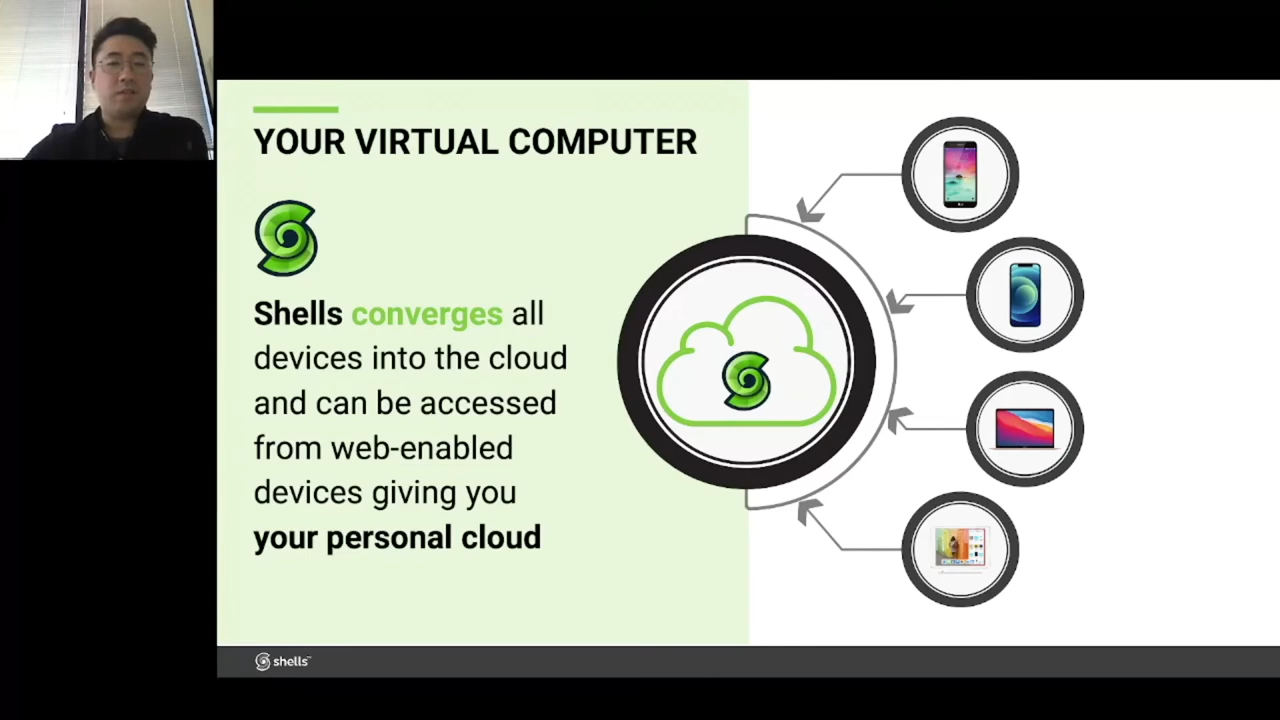 YOUR VIRTUAL COMPUTER
Shells converges all
devices into the cloud
and can be accessed
from web-enabled
devices giving you
your personal cloud
shells™